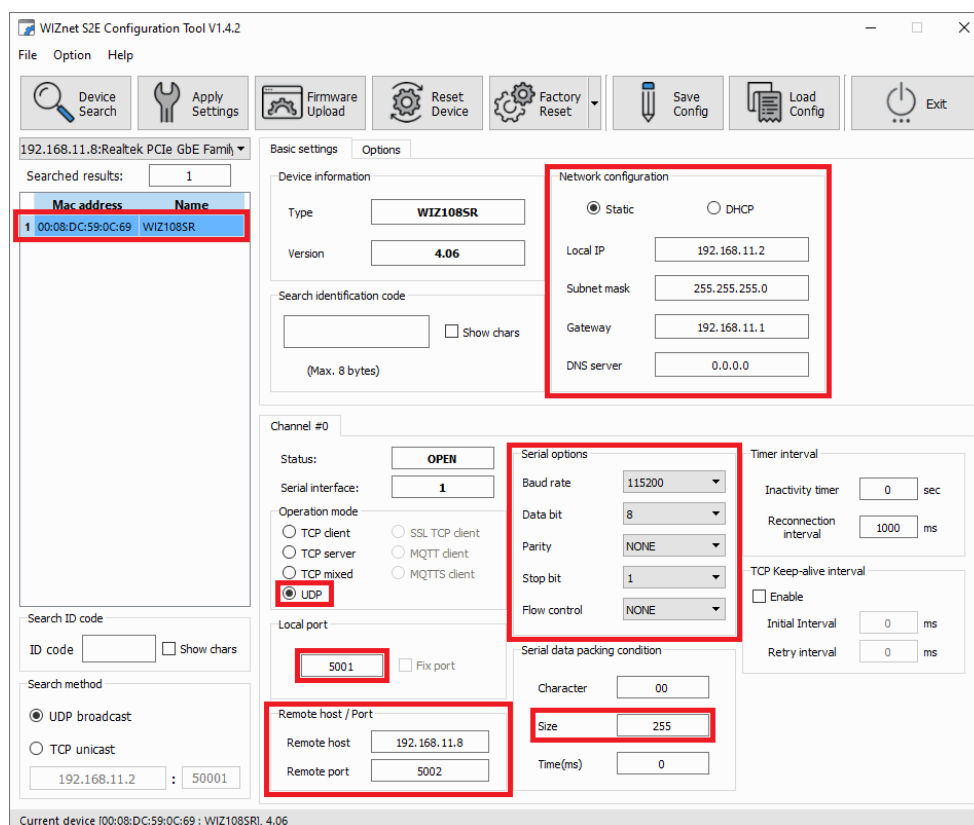 WIZnet S2E Configuration Tool V1.4.2
File Option Help
Device Search
Apply Settings
Firmware Upload
Reset Device
Factory Reset
Save Config
Load Config
Exit
192.168.11.8:Realtek PCIe GbE Family
Searched results: 1
Mac address Name
1 00:08:DC:59:0C:69 WIZ108SR
Search ID code
ID code Show chars
Search method
UDP broadcast
TCP unicast
192.168.11.2 : 50001
Basic settings Options
Device information
Type WIZ108SR
Version 4.06
Search identification code
Show chars
(Max. 8 bytes)
Network configuration
Static DHCP
Local IP 192.168.11.2
Subnet mask 255.255.255.0
Gateway 192.168.11.1
DNS server 0.0.0.0
Channel #0
Status: OPEN
Serial interface: 1
Operation mode
TCP client SSL TCP client
TCP server MQTT client
TCP mixed MQTTS client
UDP
Local port
5001 Fix port
Remote host / Port
Remote host 192.168.11.8
Remote port 5002
Serial options
Baud rate 115200
Data bit 8
Parity NONE
Stop bit 1
Flow control NONE
Serial data packing condition
Character 00
Size 255
Time(ms) 0
Timer interval
Inactivity timer 0 sec
Reconnection interval 1000 ms
TCP Keep-alive interval
Enable
Initial Interval 0 ms
Retry interval 0 ms
Current device [00:08:DC:59:0C:69 : WIZ108SR], 4.06